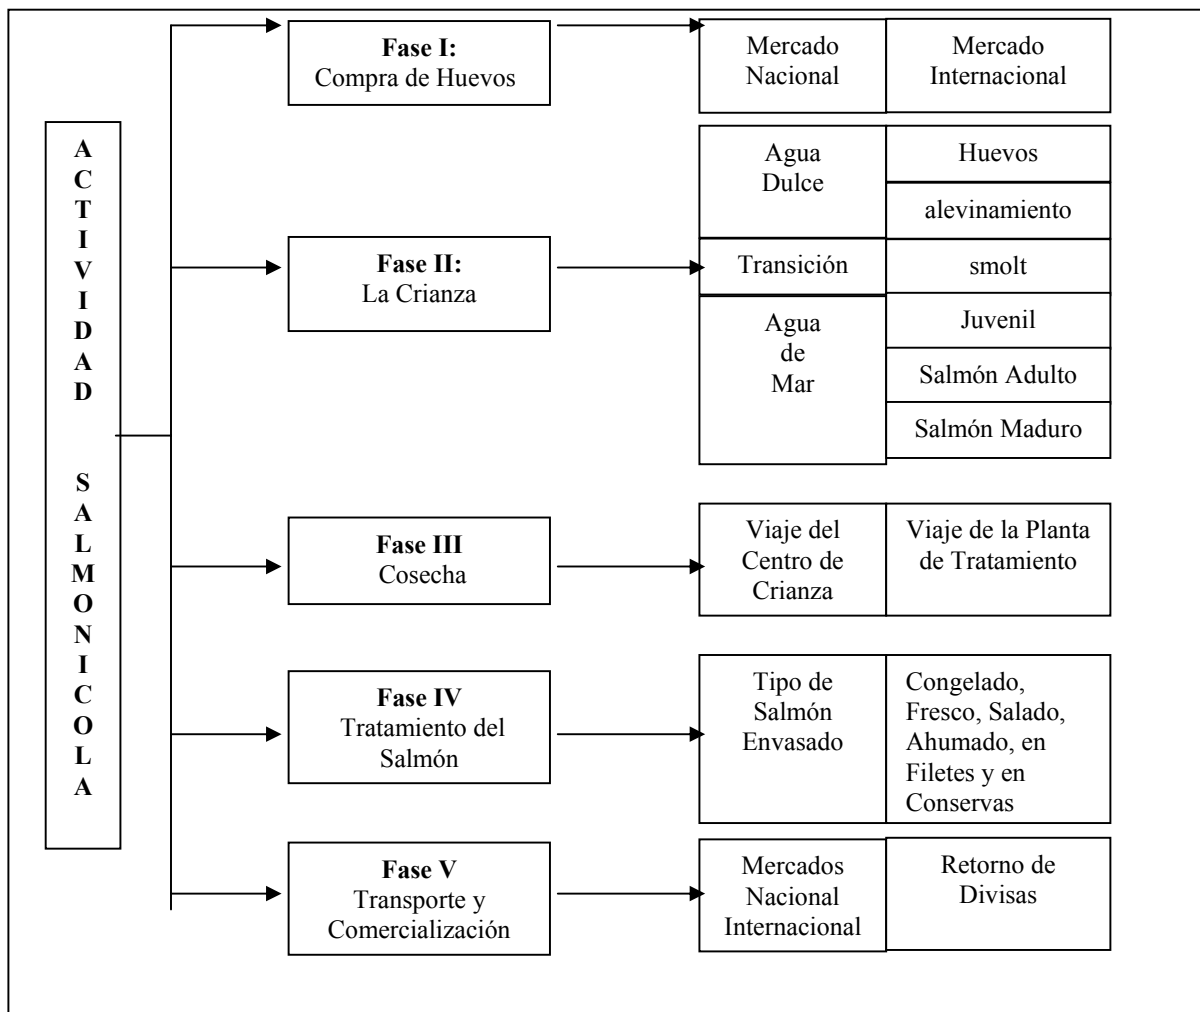 ACTIVIDAD SALMONICOLA
Fase I:
Compra de Huevos
Mercado
Nacional
Mercado
Internacional
Fase II:
La Crianza
Agua
Dulce
Huevos
alevinamiento
Transición
smolt
Agua
de
Mar
Juvenil
Salmón Adulto
Salmón Maduro
Fase III
Cosecha
Viaje del
Centro de
Crianza
Viaje de la Planta
de Tratamiento
Fase IV
Tratamiento del
Salmón
Tipo de
Salmón
Envasado
Congelado,
Fresco, Salado,
Ahumado, en
Filetes y en
Conservas
Fase V
Transporte y
Comercialización
Mercados
Nacional
Internacional
Retorno de
Divisas